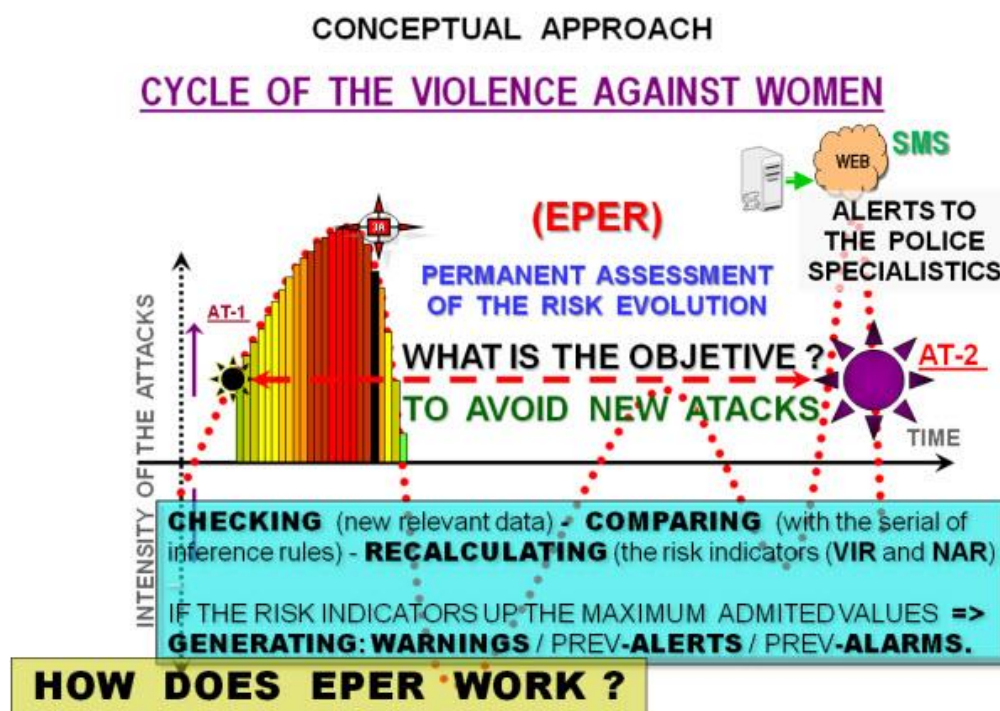 CONCEPTUAL APPROACH
CYCLE OF THE VIOLENCE AGAINST WOMEN
WEB
SMS
ALERTS TO
THE POLICE
SPECIALISTICS
(EPER)
PERMANENT ASSESSMENT
OF THE RISK EVOLUTION
3A
AT-1
WHAT IS THE OBJETIVE ?
TO AVOID NEW ATACKS
AT-2
TIME
INTENSITY OF THE ATTACKS
CHECKING (new relevant data) - COMPARING (with the serial of
inference rules) - RECALCULATING (the risk indicators (VIR and NAR)
IF THE RISK INDICATORS UP THE MAXIMUM ADMITED VALUES =>
GENERATING: WARNINGS / PREV-ALERTS / PREV-ALARMS.
HOW DOES EPER WORK ?